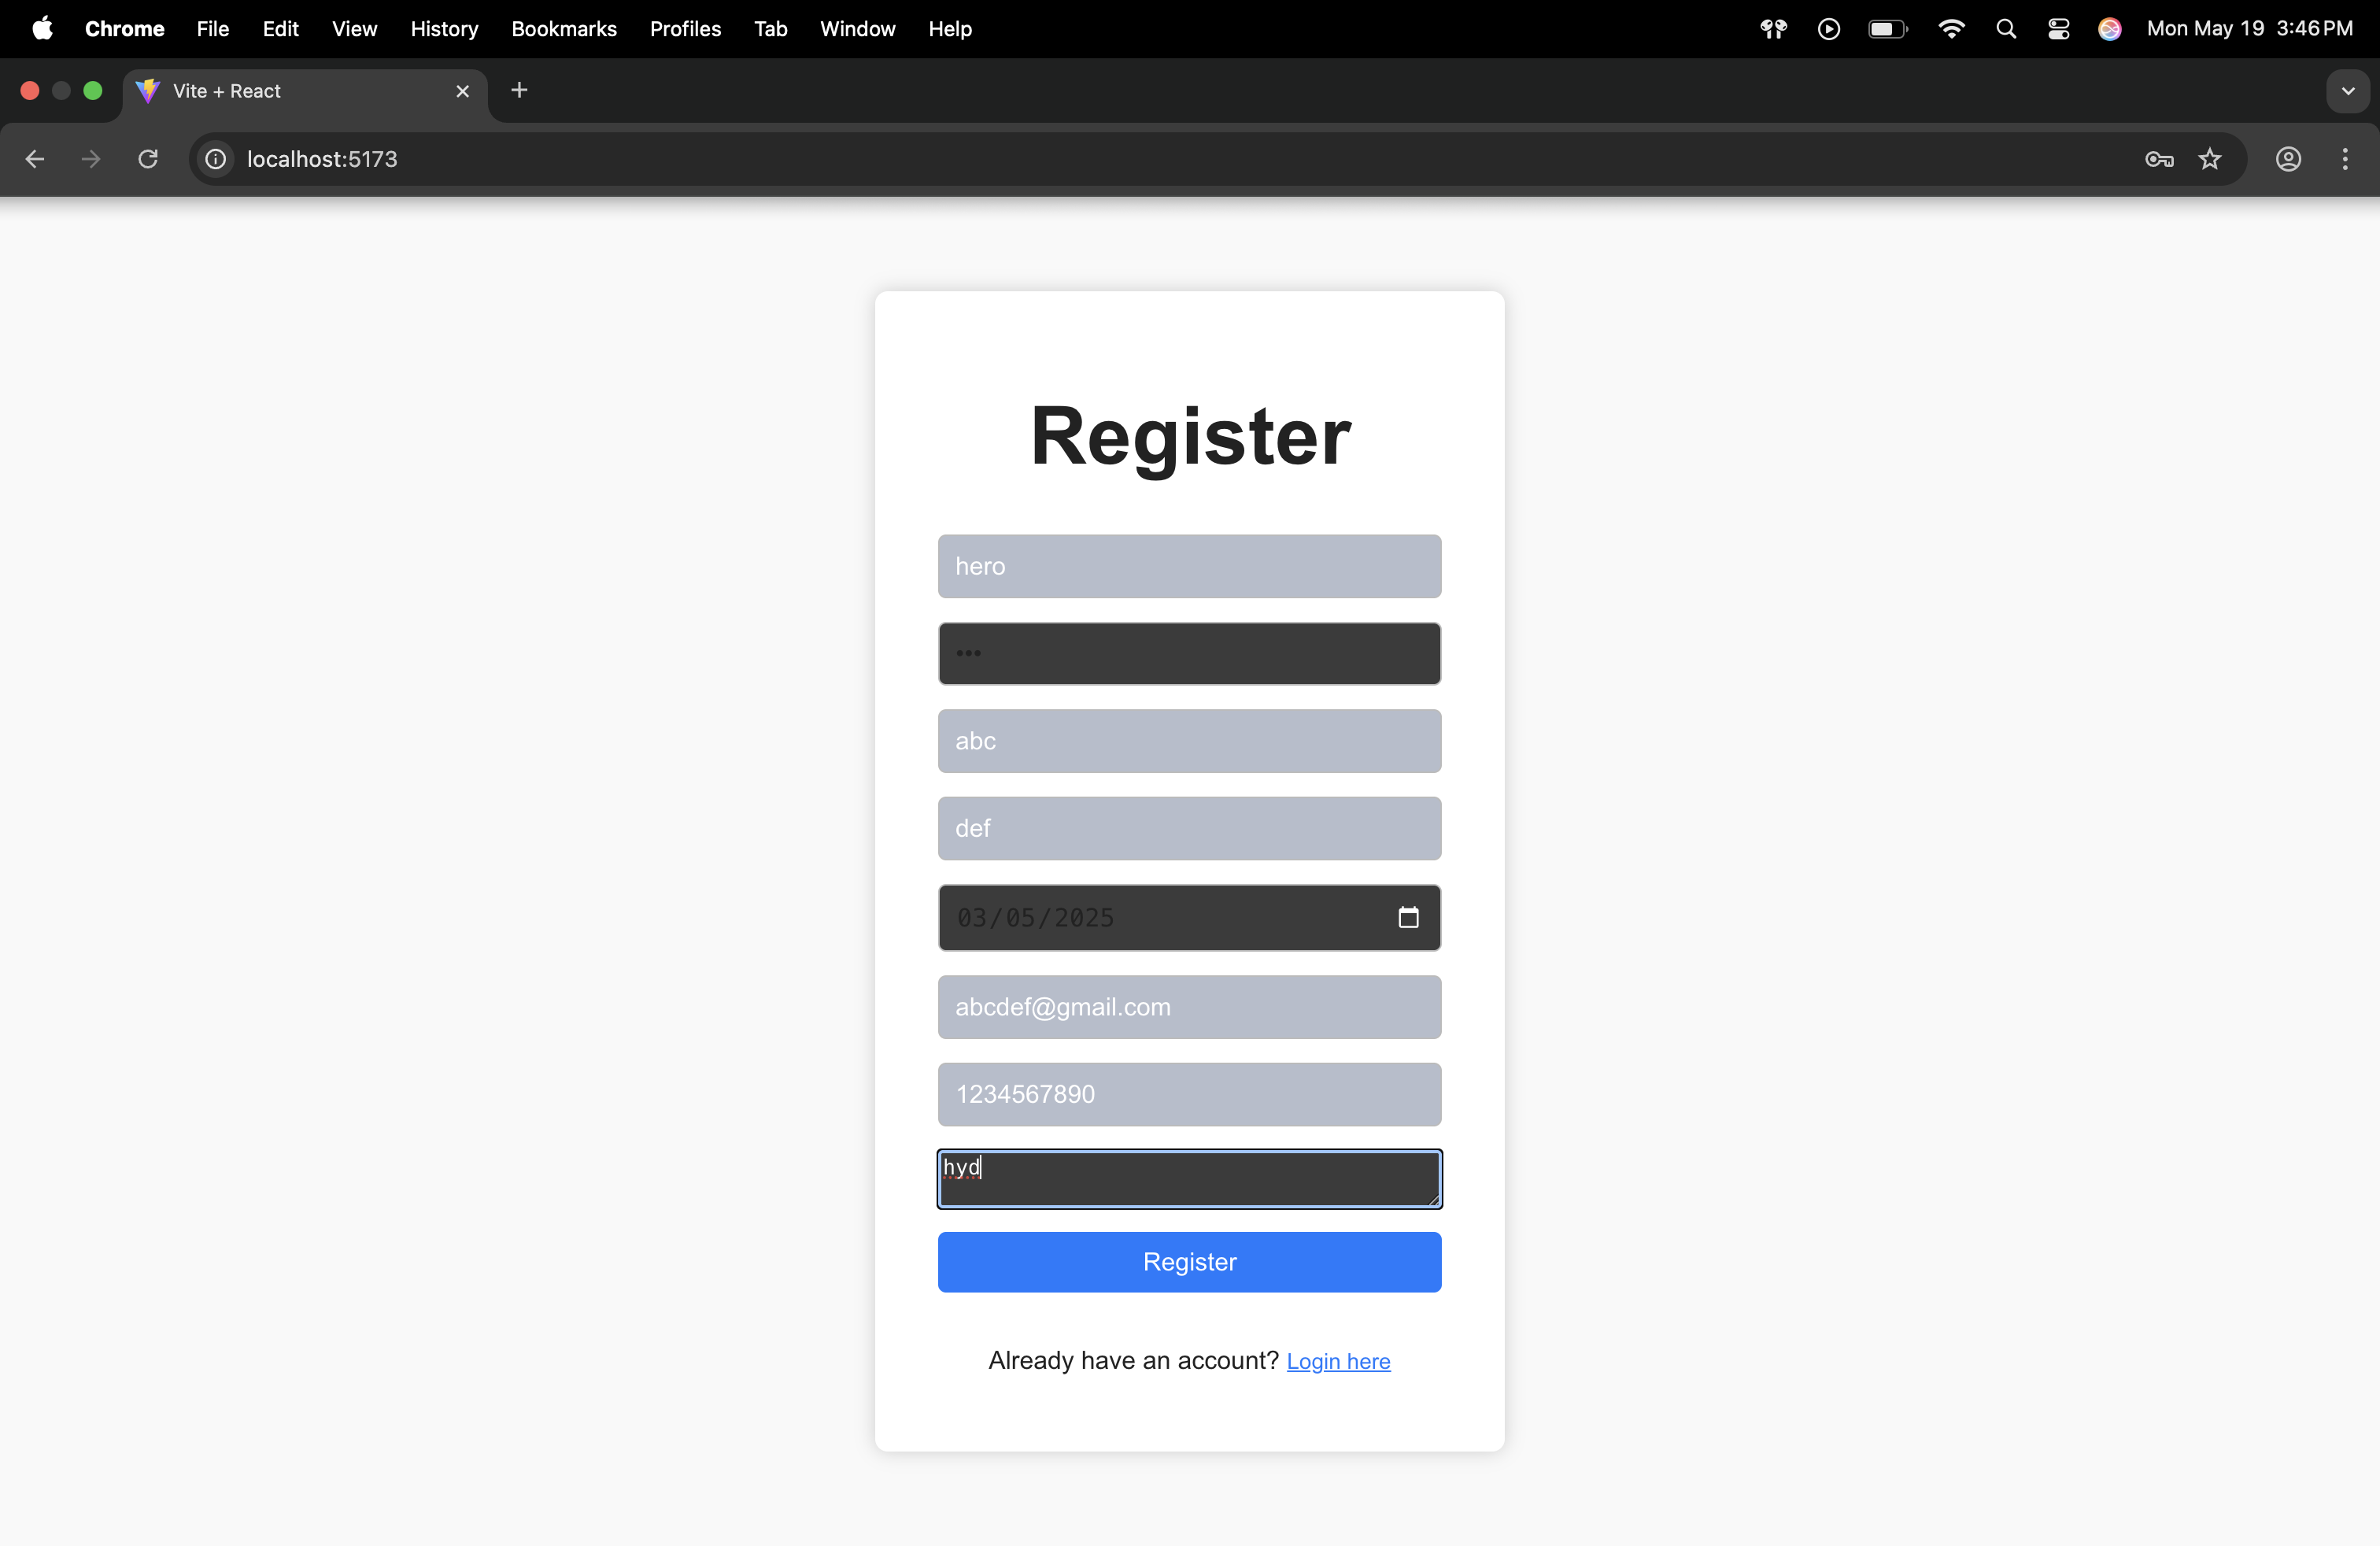 Chrome File Edit View History Bookmarks Profiles Tab Window Help Mon May 19 3:46 PM
Vite + React
localhost:5173
Register
hero
•••
abc
def
03/05/2025
abcdef@gmail.com
1234567890
hyd
Register
Already have an account? Login here